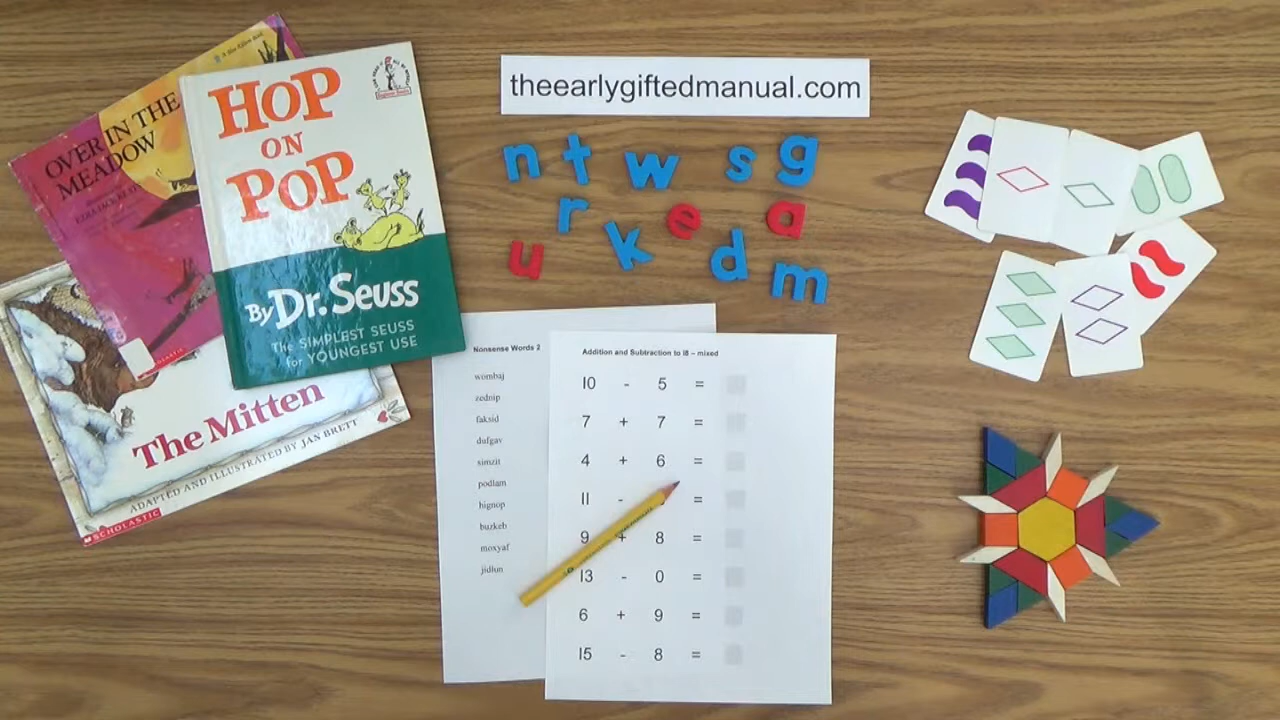 OVER IN THE
MEADOW
HOP
ON
POP
By Dr. Seuss
The SIMPLEST SEUSS
for YOUNGEST USE
SCHOLASTIC
The Mitten
ADAPTED AND ILLUSTRATED BY JAN BRETT
SCHOLASTIC
theearlygiftedmanual.com
n t w s g
r k e a
u d m
Nonsense Words 2
wombaj
zednip
faksid
dufgav
simzit
podlam
hignop
buzkeb
moxyaf
jidlun
Addition and Subtraction to 18 – mixed
10 - 5 =
7 + 7 =
4 + 6 =
11 - =
9 + 8 =
13 - 0 =
6 + 9 =
15 - 8 =